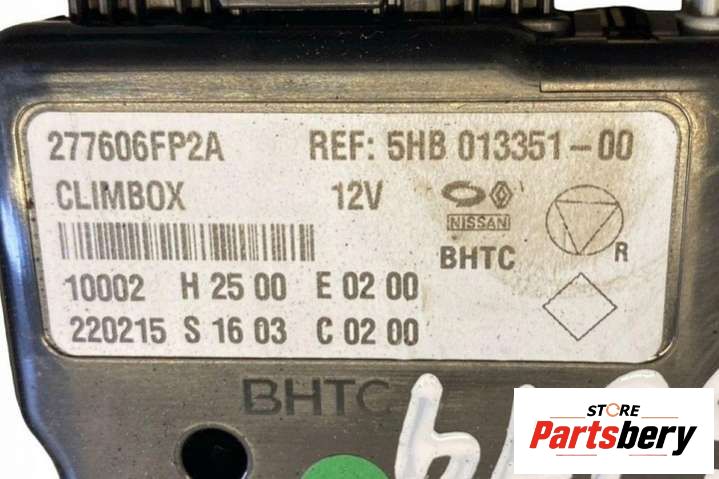 277606FP2A REF: 5HB 013351-00
CLIMBOX 12V
NISSAN
BHTC
R
10002 H 25 00 E 02 00
220215 S 16 03 C 02 00
BHTC
STORE
Partsbery